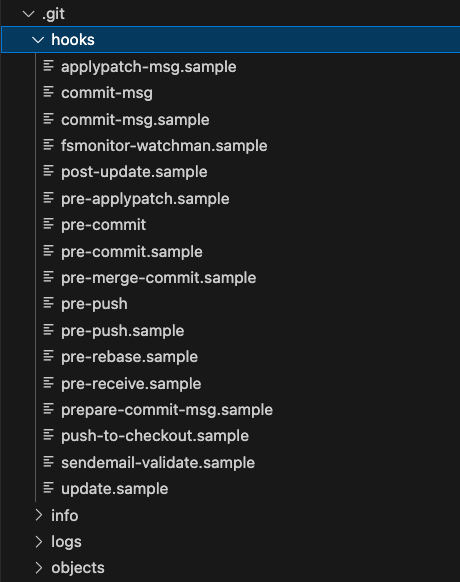 .git
hooks
applypatch-msg.sample
commit-msg
commit-msg.sample
fsmonitor-watchman.sample
post-update.sample
pre-applypatch.sample
pre-commit
pre-commit.sample
pre-merge-commit.sample
pre-push
pre-push.sample
pre-rebase.sample
pre-receive.sample
prepare-commit-msg.sample
push-to-checkout.sample
sendemail-validate.sample
update.sample
info
logs
objects